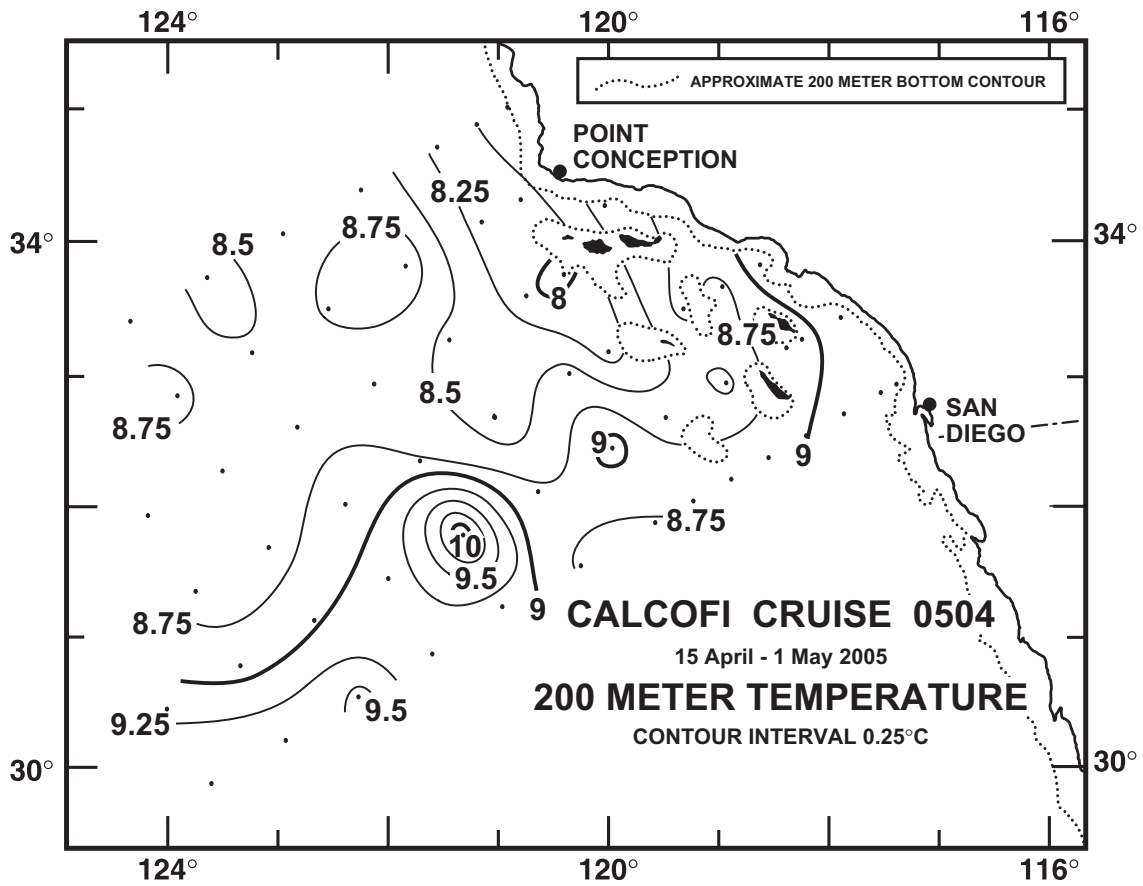 124° 120° 116°
APPROXIMATE 200 METER BOTTOM CONTOUR
POINT
CONCEPTION
8.25
8.75
34° 8.5 34°
8
8.75
8.5
8.75
SAN
DIEGO
9
9
8.75
10
9.5
9
8.75
CALCOFI CRUISE 0504
15 April - 1 May 2005
200 METER TEMPERATURE
CONTOUR INTERVAL 0.25°C
9.5
9.25
30° 30°
124° 120° 116°